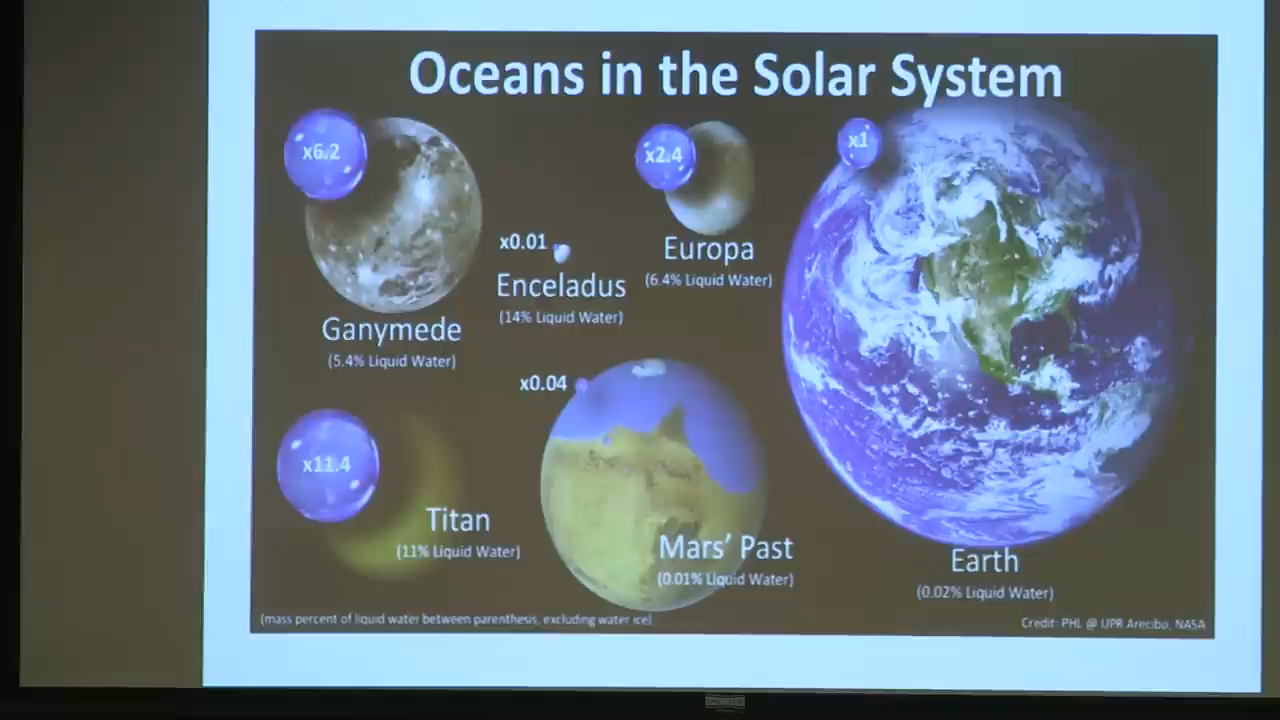 Oceans in the Solar System
x6.2
Ganymede
(5.4% Liquid Water)
x0.01
Enceladus
(14% Liquid Water)
x2.4
Europa
(6.4% Liquid Water)
x1
Earth
(0.02% Liquid Water)
x11.4
Titan
(11% Liquid Water)
x0.04
Mars’ Past
(0.01% Liquid Water)
(mass percent of liquid water between parenthesis, excluding water ice)
Credit: PHL @ UPR Arecibo, NASA